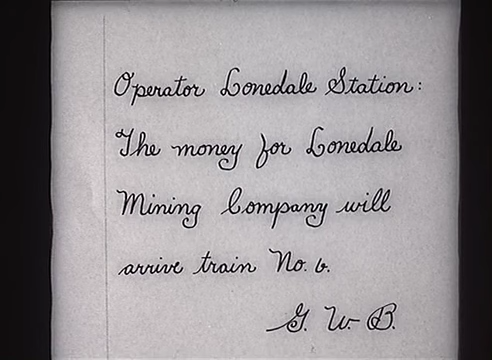 Operator Lonedale Station:
The money for Lonedale
Mining Company will
arrive train No. 6.
G. W. B.